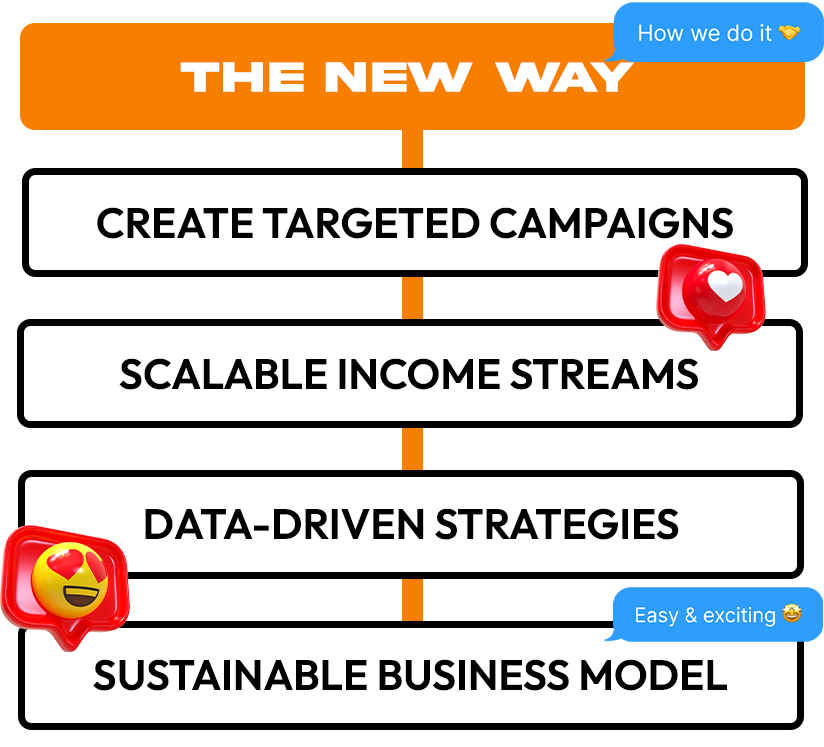 How we do it 🤝
THE NEW WAY
CREATE TARGETED CAMPAIGNS
SCALABLE INCOME STREAMS
DATA-DRIVEN STRATEGIES
Easy & exciting 🤩
SUSTAINABLE BUSINESS MODEL